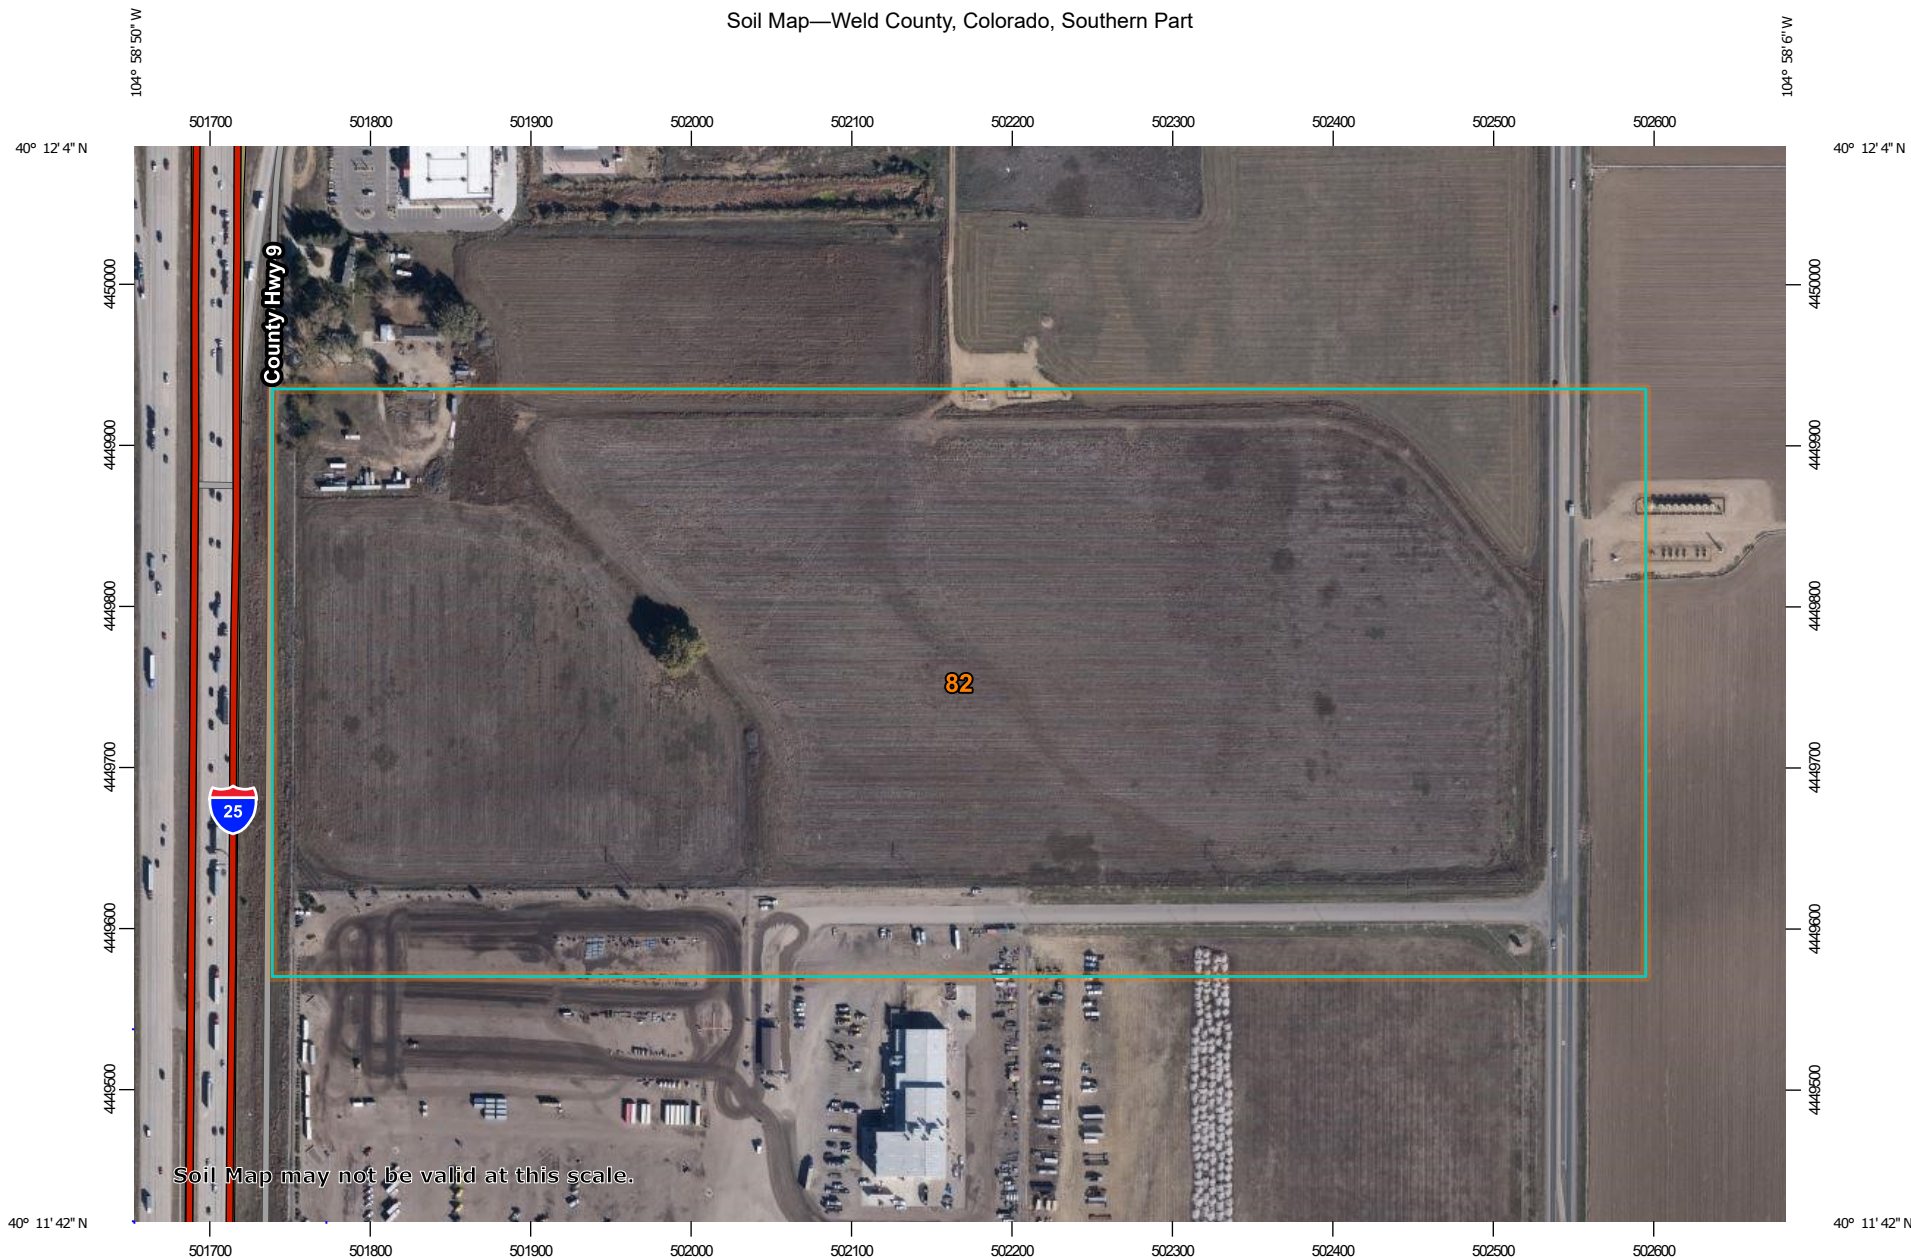 Soil Map—Weld County, Colorado, Southern Part
104° 58' 50'' W
104° 58' 6'' W
501700 501800 501900 502000 502100 502200 502300 502400 502500 502600
40° 12' 4'' N
40° 12' 4'' N
County Hwy 9
4450000
4450000
4449900
4449900
4449800
4449800
82
4449700
4449700
25
4449600
4449600
4449500
4449500
Soil Map may not be valid at this scale.
40° 11' 42'' N
40° 11' 42'' N
501700 501800 501900 502000 502100 502200 502300 502400 502500 502600